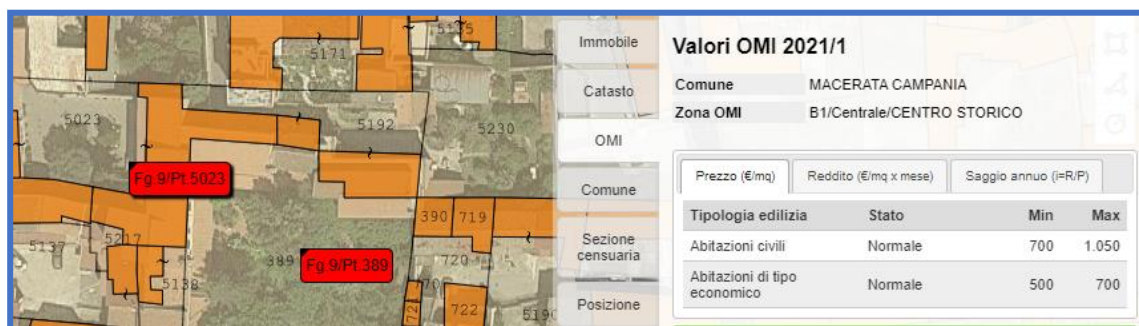 5135
5171
5023
5192
5230
Fg.9/Pt.5023
390 719
5137
5217
389
Fg.9/Pt.389
720
5138
722
Immobile
Catasto
OMI
Comune
Sezione
censuaria
Posizione
Valori OMI 2021/1
Comune MACERATA CAMPANIA
Zona OMI B1/Centrale/CENTRO STORICO
Prezzo (€/mq) Reddito (€/mq x mese) Saggio annuo (i=R/P)
Tipologia edilizia Stato Min Max
Abitazioni civili Normale 700 1.050
Abitazioni di tipo
economico Normale 500 700